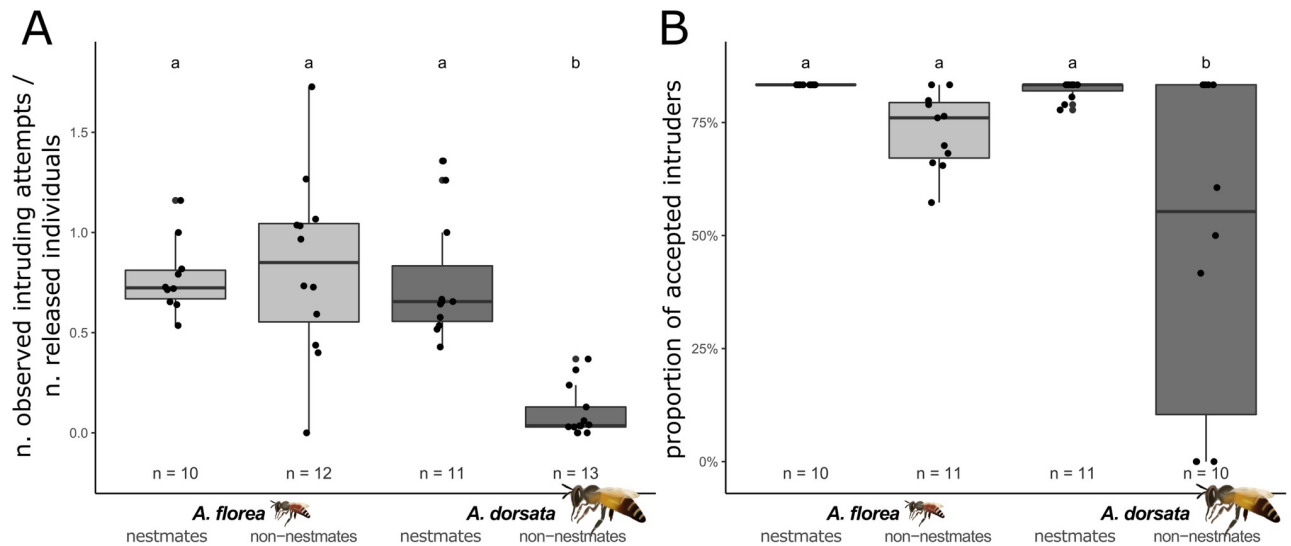 A
n. observed intruding attempts /
n. released individuals
a a a b
1.5
1.0
0.5
0.0
n = 10 n = 12 n = 11 n = 13
A. florea A. dorsata
nestmates non−nestmates nestmates non−nestmates
B
proportion of accepted intruders
a a a b
75%
50%
25%
0%
n = 10 n = 11 n = 11 n = 10
A. florea A. dorsata
nestmates non−nestmates nestmates non−nestmates